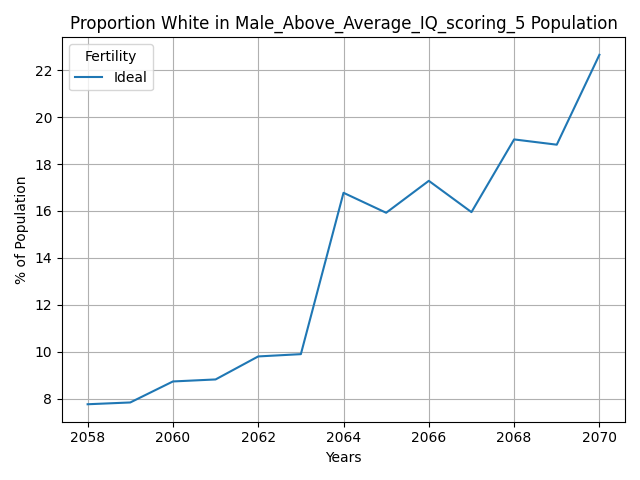 Proportion White in Male_Above_Average_IQ_scoring_5 Population
Fertility
Ideal
% of Population
22
20
18
16
14
12
10
8
2058 2060 2062 2064 2066 2068 2070
Years